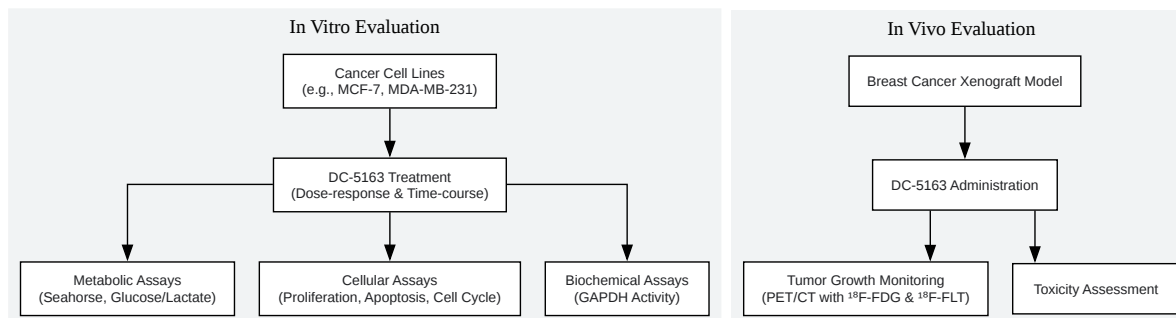 In Vitro Evaluation
Cancer Cell Lines
(e.g., MCF-7, MDA-MB-231)
DC-5163 Treatment
(Dose-response & Time-course)
Metabolic Assays
(Seahorse, Glucose/Lactate)
Cellular Assays
(Proliferation, Apoptosis, Cell Cycle)
Biochemical Assays
(GAPDH Activity)
In Vivo Evaluation
Breast Cancer Xenograft Model
DC-5163 Administration
Tumor Growth Monitoring
(PET/CT with ¹⁸F-FDG & ¹⁸F-FLT)
Toxicity Assessment